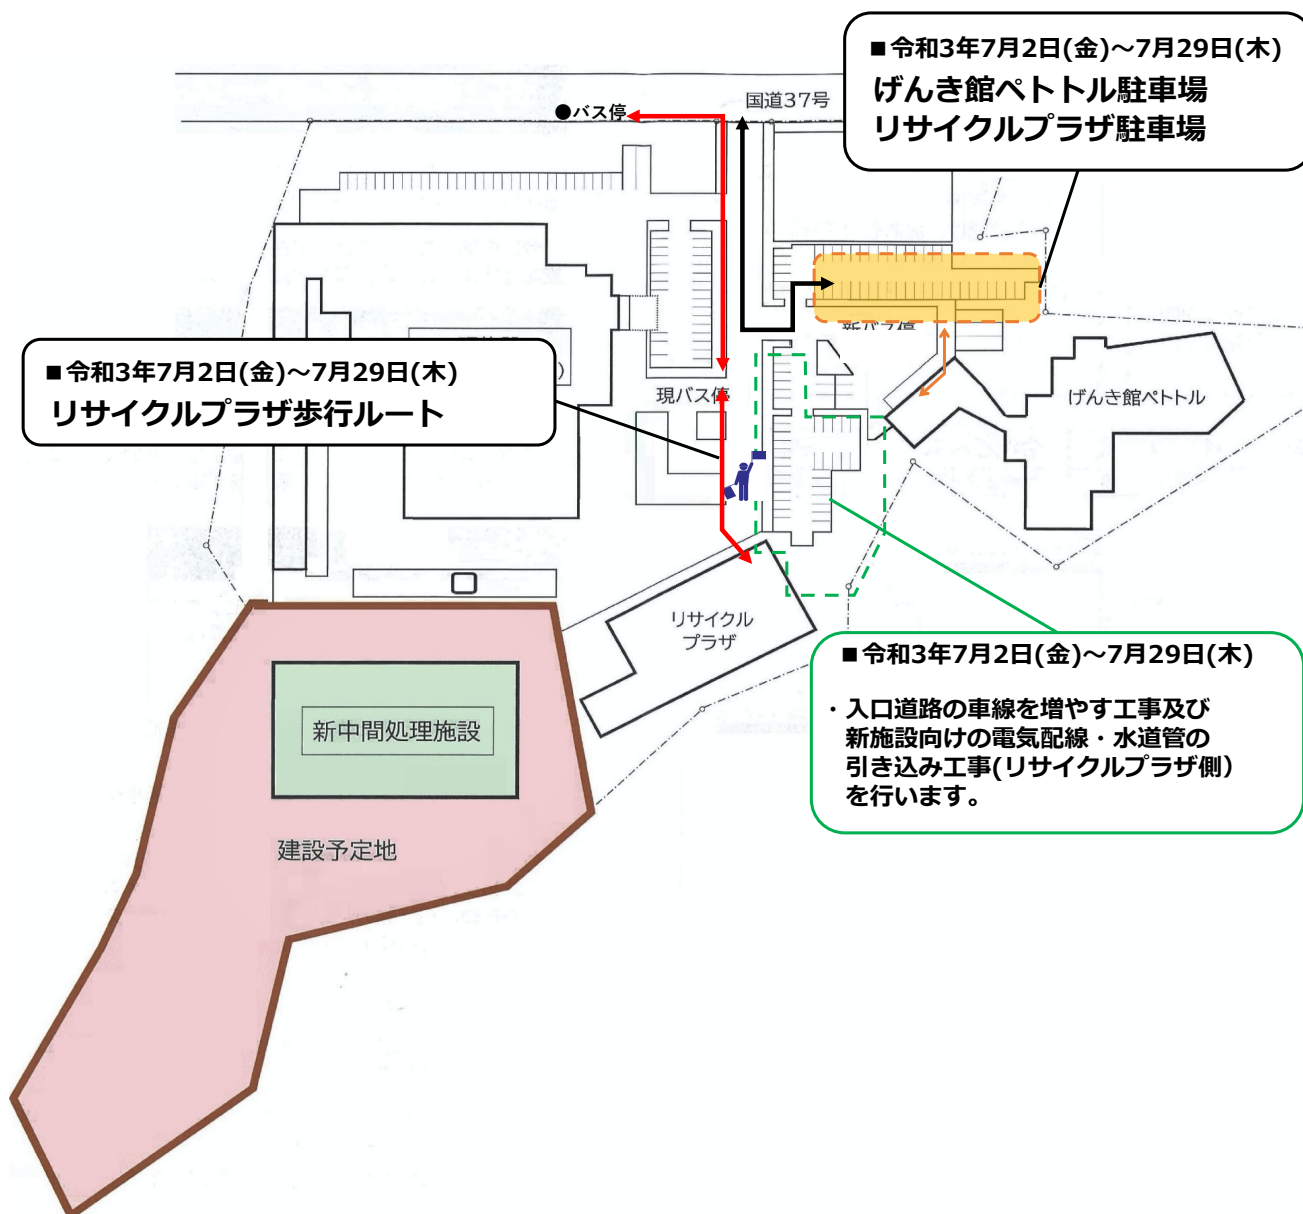 ■令和3年7月2日(金)～7月29日(木)
げんき館ペトトル駐車場
リサイクルプラザ駐車場
国道37号
●バス停
新バス停
■令和3年7月2日(金)～7月29日(木)
リサイクルプラザ歩行ルート
現バス停
げんき館ペトトル
リサイクル
プラザ
■令和3年7月2日(金)～7月29日(木)
・入口道路の車線を増やす工事及び
新施設向けの電気配線・水道管の
引き込み工事(リサイクルプラザ側)
を行います。
新中間処理施設
建設予定地